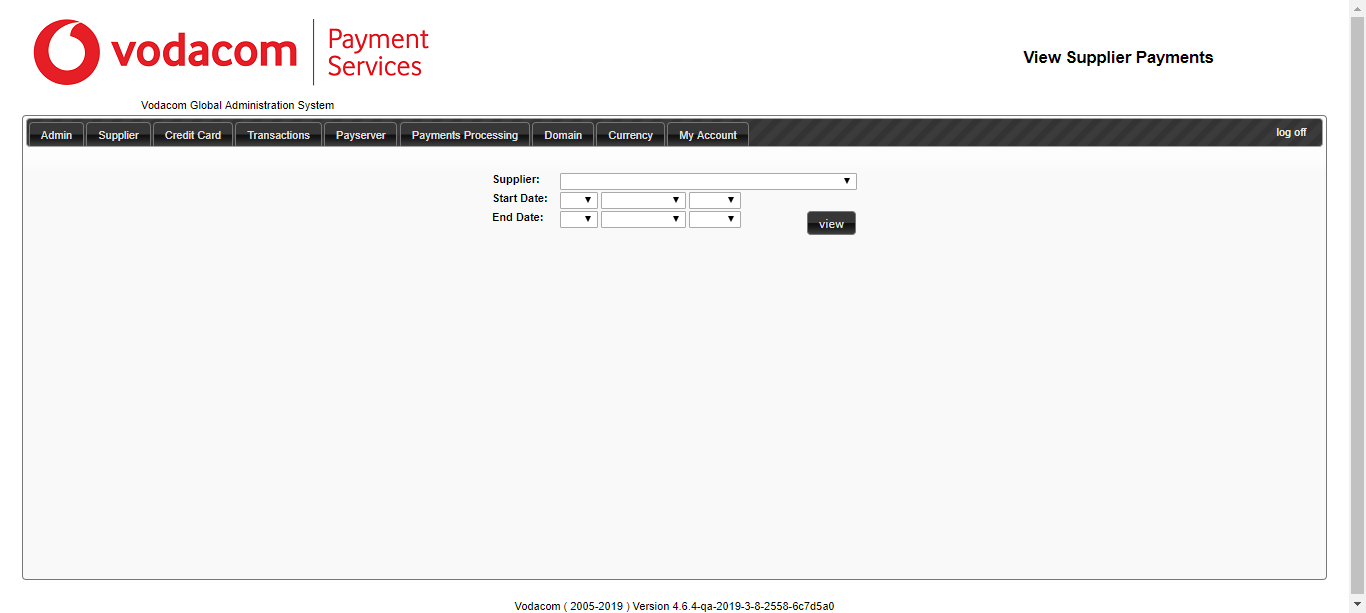 vodacom
Payment
Services
View Supplier Payments
Vodacom Global Administration System
Admin Supplier Credit Card Transactions Payserver Payments Processing Domain Currency My Account log off
Supplier:
Start Date:
End Date:
view
Vodacom ( 2005-2019 ) Version 4.6.4-qa-2019-3-8-2558-6c7d5a0